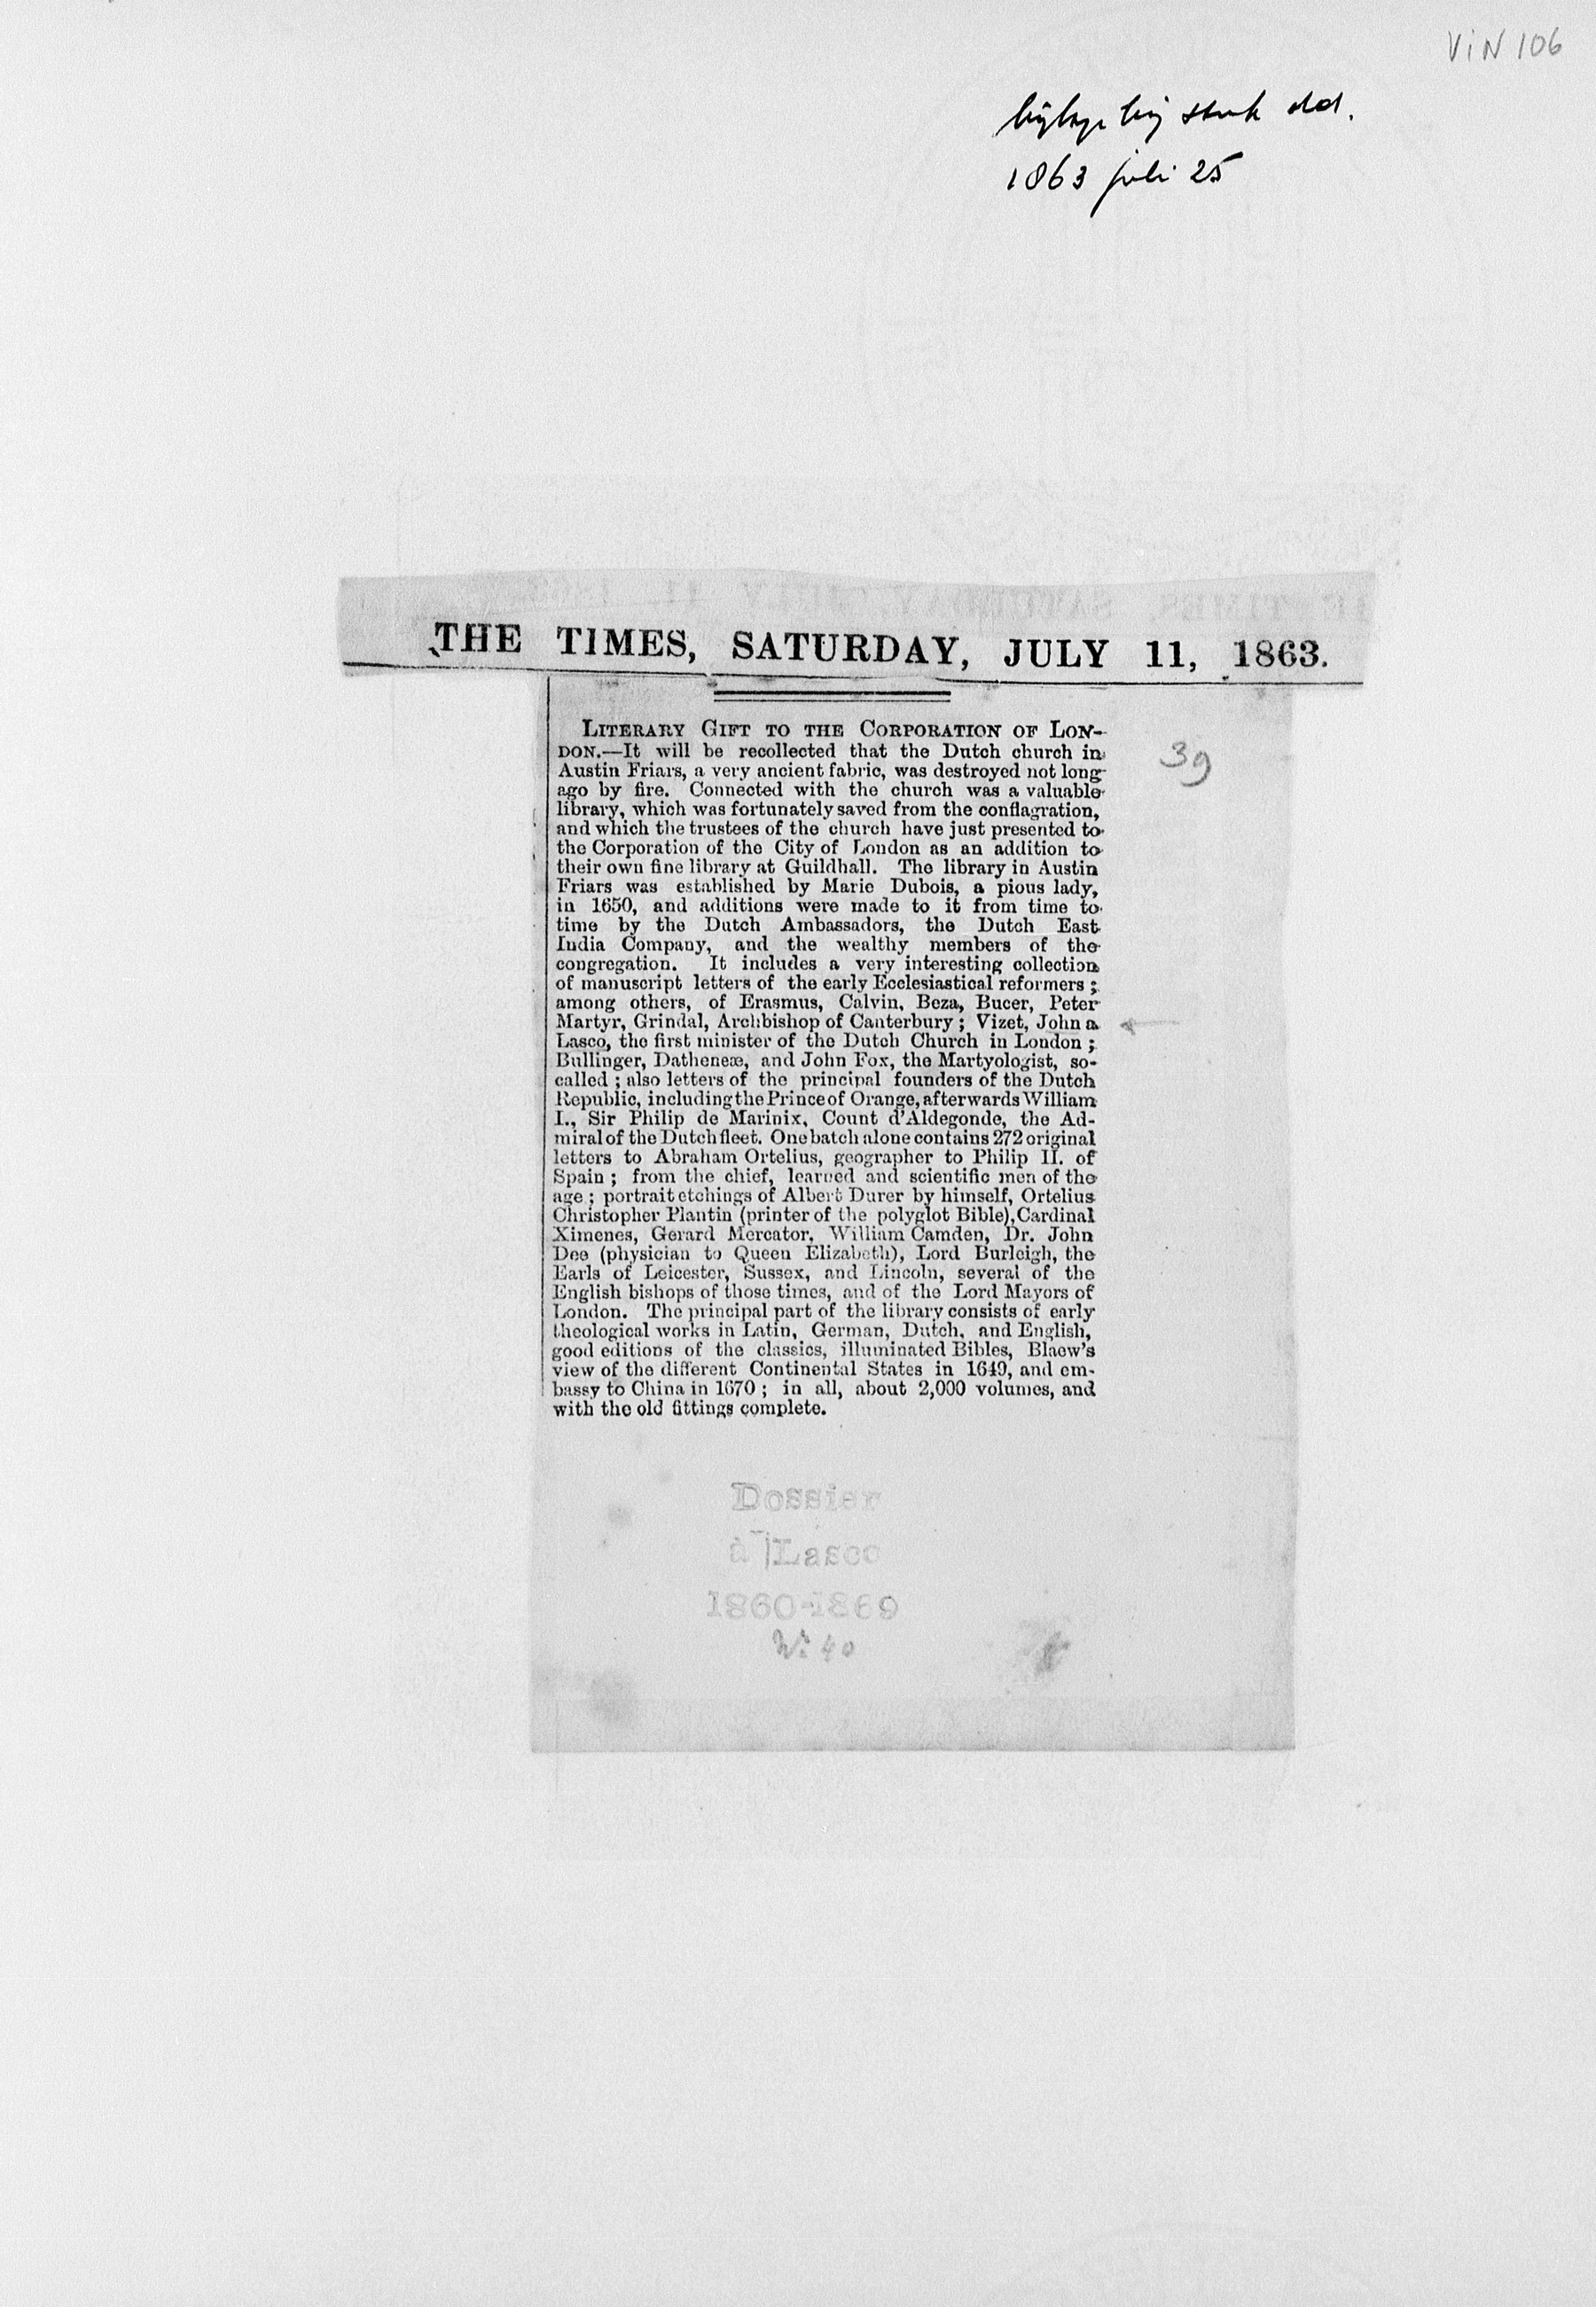 ViN 106
bijlage bij stuk dd.
1863 juli 25
THE TIMES, SATURDAY, JULY 11, 1863.
LITERARY GIFT TO THE CORPORATION OF LON-
DON.—It will be recollected that the Dutch church in
Austin Friars, a very ancient fabric, was destroyed not long
ago by fire. Connected with the church was a valuable
library, which was fortunately saved from the conflagration,
and which the trustees of the church have just presented to
the Corporation of the City of London as an addition to
their own fine library at Guildhall. The library in Austin
Friars was established by Marie Dubois, a pious lady,
in 1650, and additions were made to it from time to
time by the Dutch Ambassadors, the Dutch East
India Company, and the wealthy members of the
congregation. It includes a very interesting collection
of manuscript letters of the early Ecclesiastical reformers ;
among others, of Erasmus, Calvin, Beza, Bucer, Peter
Martyr, Grindal, Archbishop of Canterbury ; Vizet, John a
Lasco, the first minister of the Dutch Church in London ;
Bullinger, Datheneæ, and John Fox, the Martyologist, so-
called ; also letters of the principal founders of the Dutch
Republic, including the Prince of Orange, afterwards William
I., Sir Philip de Marinix, Count d'Aldegonde, the Ad-
miral of the Dutch fleet. One batch alone contains 272 original
letters to Abraham Ortelius, geographer to Philip II. of
Spain ; from the chief, learned and scientific men of the
age ; portrait etchings of Albert Durer by himself, Ortelius
Christopher Plantin (printer of the polyglot Bible), Cardinal
Ximenes, Gerard Mercator, William Camden, Dr. John
Dee (physician to Queen Elizabeth), Lord Burleigh, the
Earls of Leicester, Sussex, and Lincoln, several of the
English bishops of those times, and of the Lord Mayors of
London. The principal part of the library consists of early
theological works in Latin, German, Dutch, and English,
good editions of the classics, illuminated Bibles, Blaew's
view of the different Continental States in 1649, and em-
bassy to China in 1670 ; in all, about 2,000 volumes, and
with the old fittings complete.
39
Dossier
à Lasco
1860-1869
No. 40